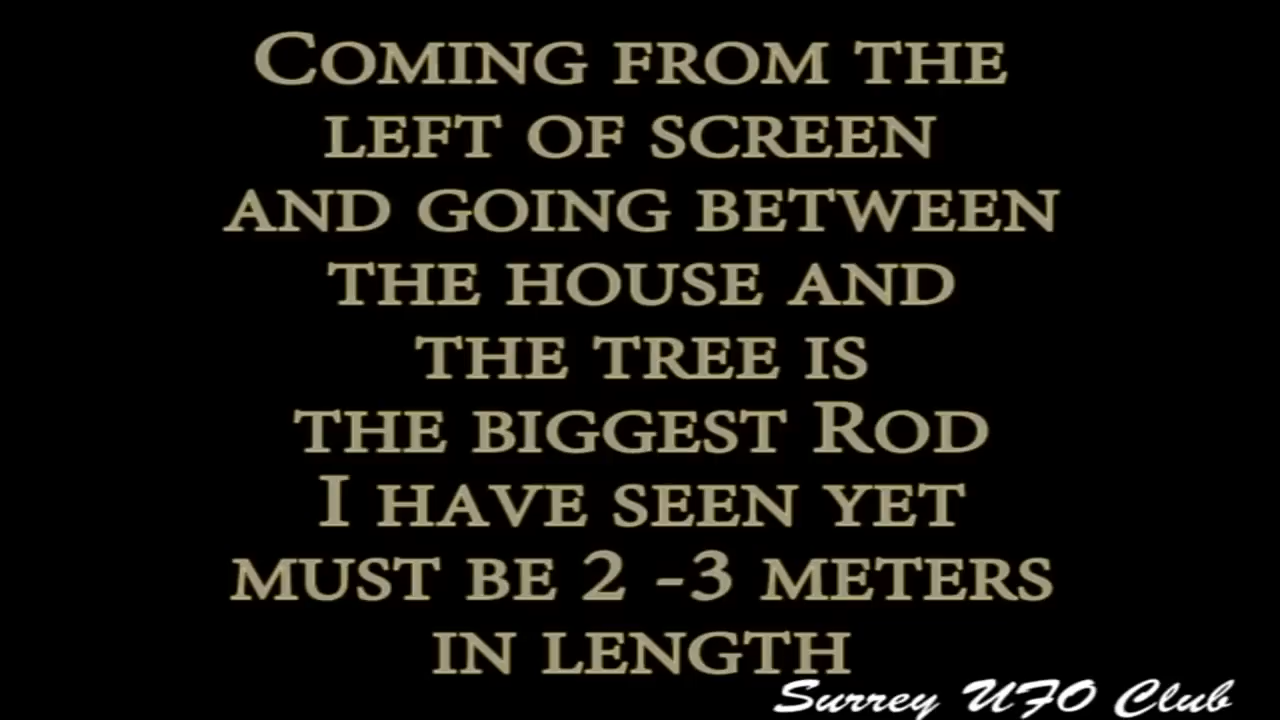 Coming from the
left of screen
and going between
the house and
the tree is
the biggest Rod
I have seen yet
must be 2 -3 meters
in length
Surrey UFO Club